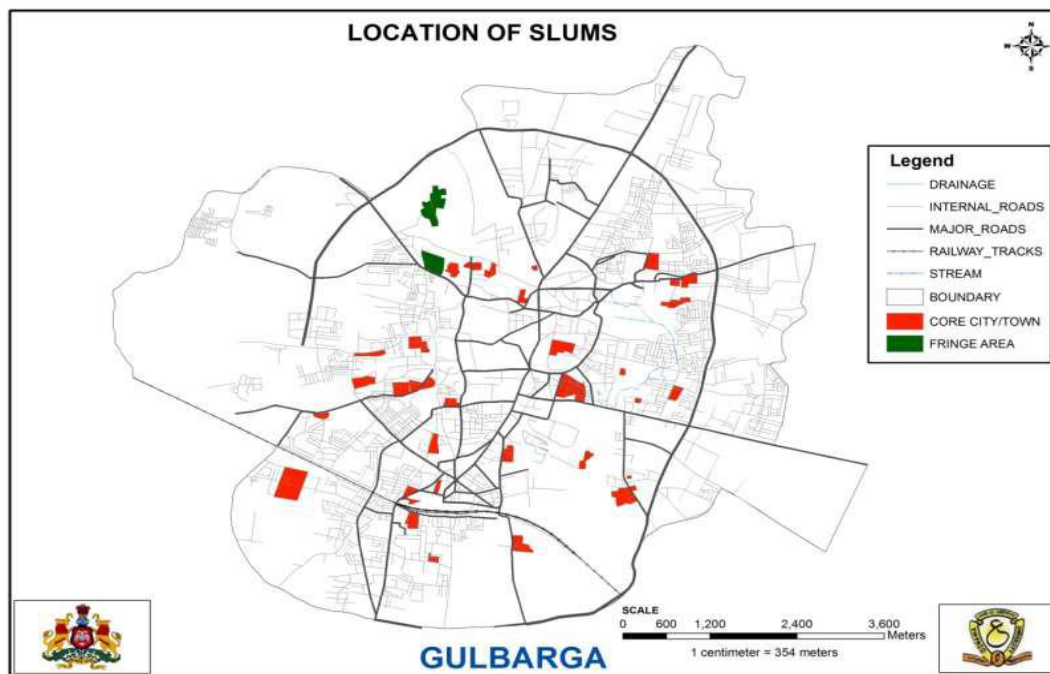 LOCATION OF SLUMS
N
W E
S
Legend
DRAINAGE
INTERNAL_ROADS
MAJOR_ROADS
RAILWAY_TRACKS
STREAM
BOUNDARY
CORE CITY/TOWN
FRINGE AREA
SCALE
0 600 1,200 2,400 3,600
Meters
1 centimeter = 354 meters
GULBARGA